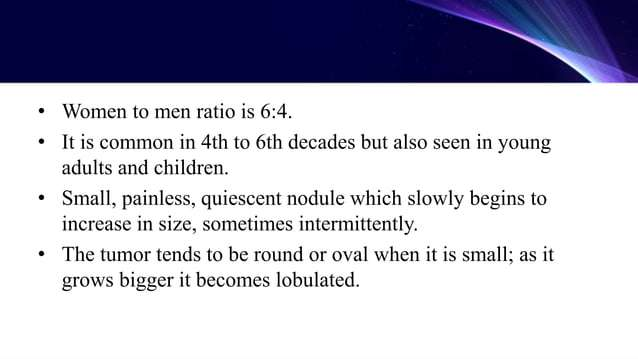 • Women to men ratio is 6:4.
• It is common in 4th to 6th decades but also seen in young
adults and children.
• Small, painless, quiescent nodule which slowly begins to
increase in size, sometimes intermittently.
• The tumor tends to be round or oval when it is small; as it
grows bigger it becomes lobulated.